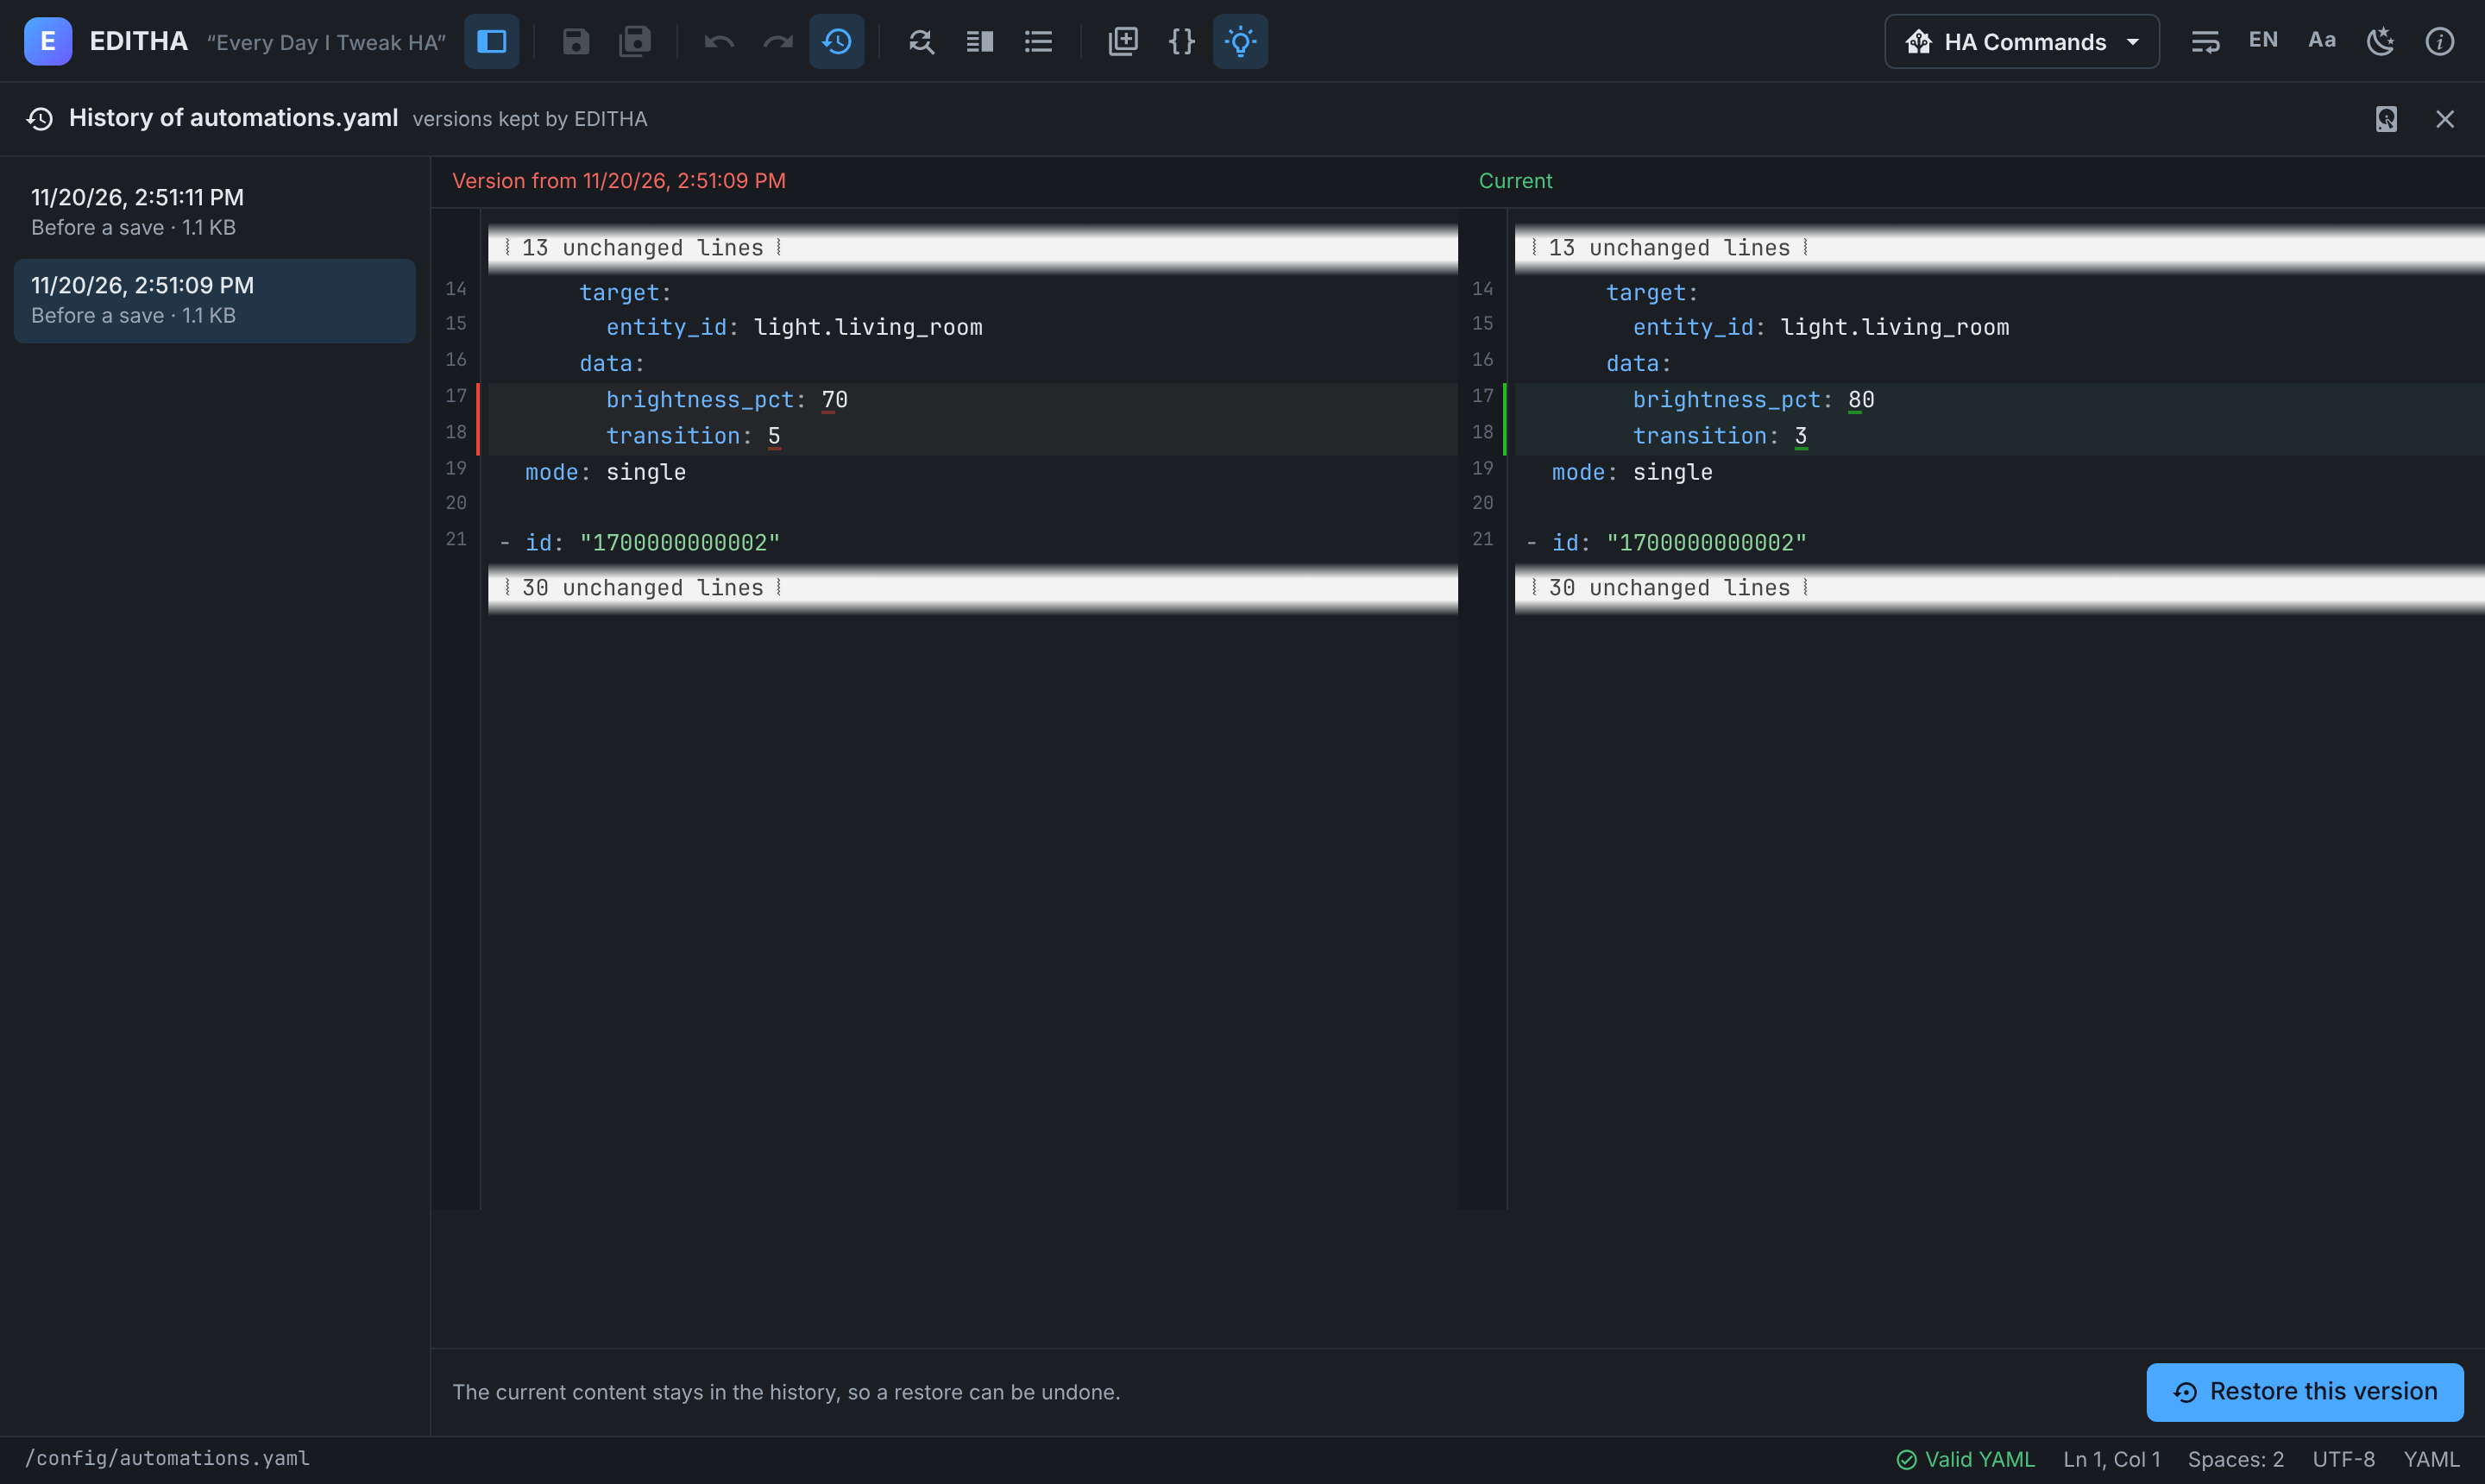 E EDITHA “Every Day I Tweak HA” {} HA Commands EN Aa
History of automations.yaml versions kept by EDITHA
11/20/26, 2:51:11 PM
Before a save · 1.1 KB
11/20/26, 2:51:09 PM
Before a save · 1.1 KB
Version from 11/20/26, 2:51:09 PM
13 unchanged lines
14 target:
15 entity_id: light.living_room
16 data:
17 brightness_pct: 70
18 transition: 5
19 mode: single
20
21 - id: "1700000000002"
30 unchanged lines
Current
13 unchanged lines
14 target:
15 entity_id: light.living_room
16 data:
17 brightness_pct: 80
18 transition: 3
19 mode: single
20
21 - id: "1700000000002"
30 unchanged lines
The current content stays in the history, so a restore can be undone.
Restore this version
/config/automations.yaml
Valid YAML Ln 1, Col 1 Spaces: 2 UTF-8 YAML